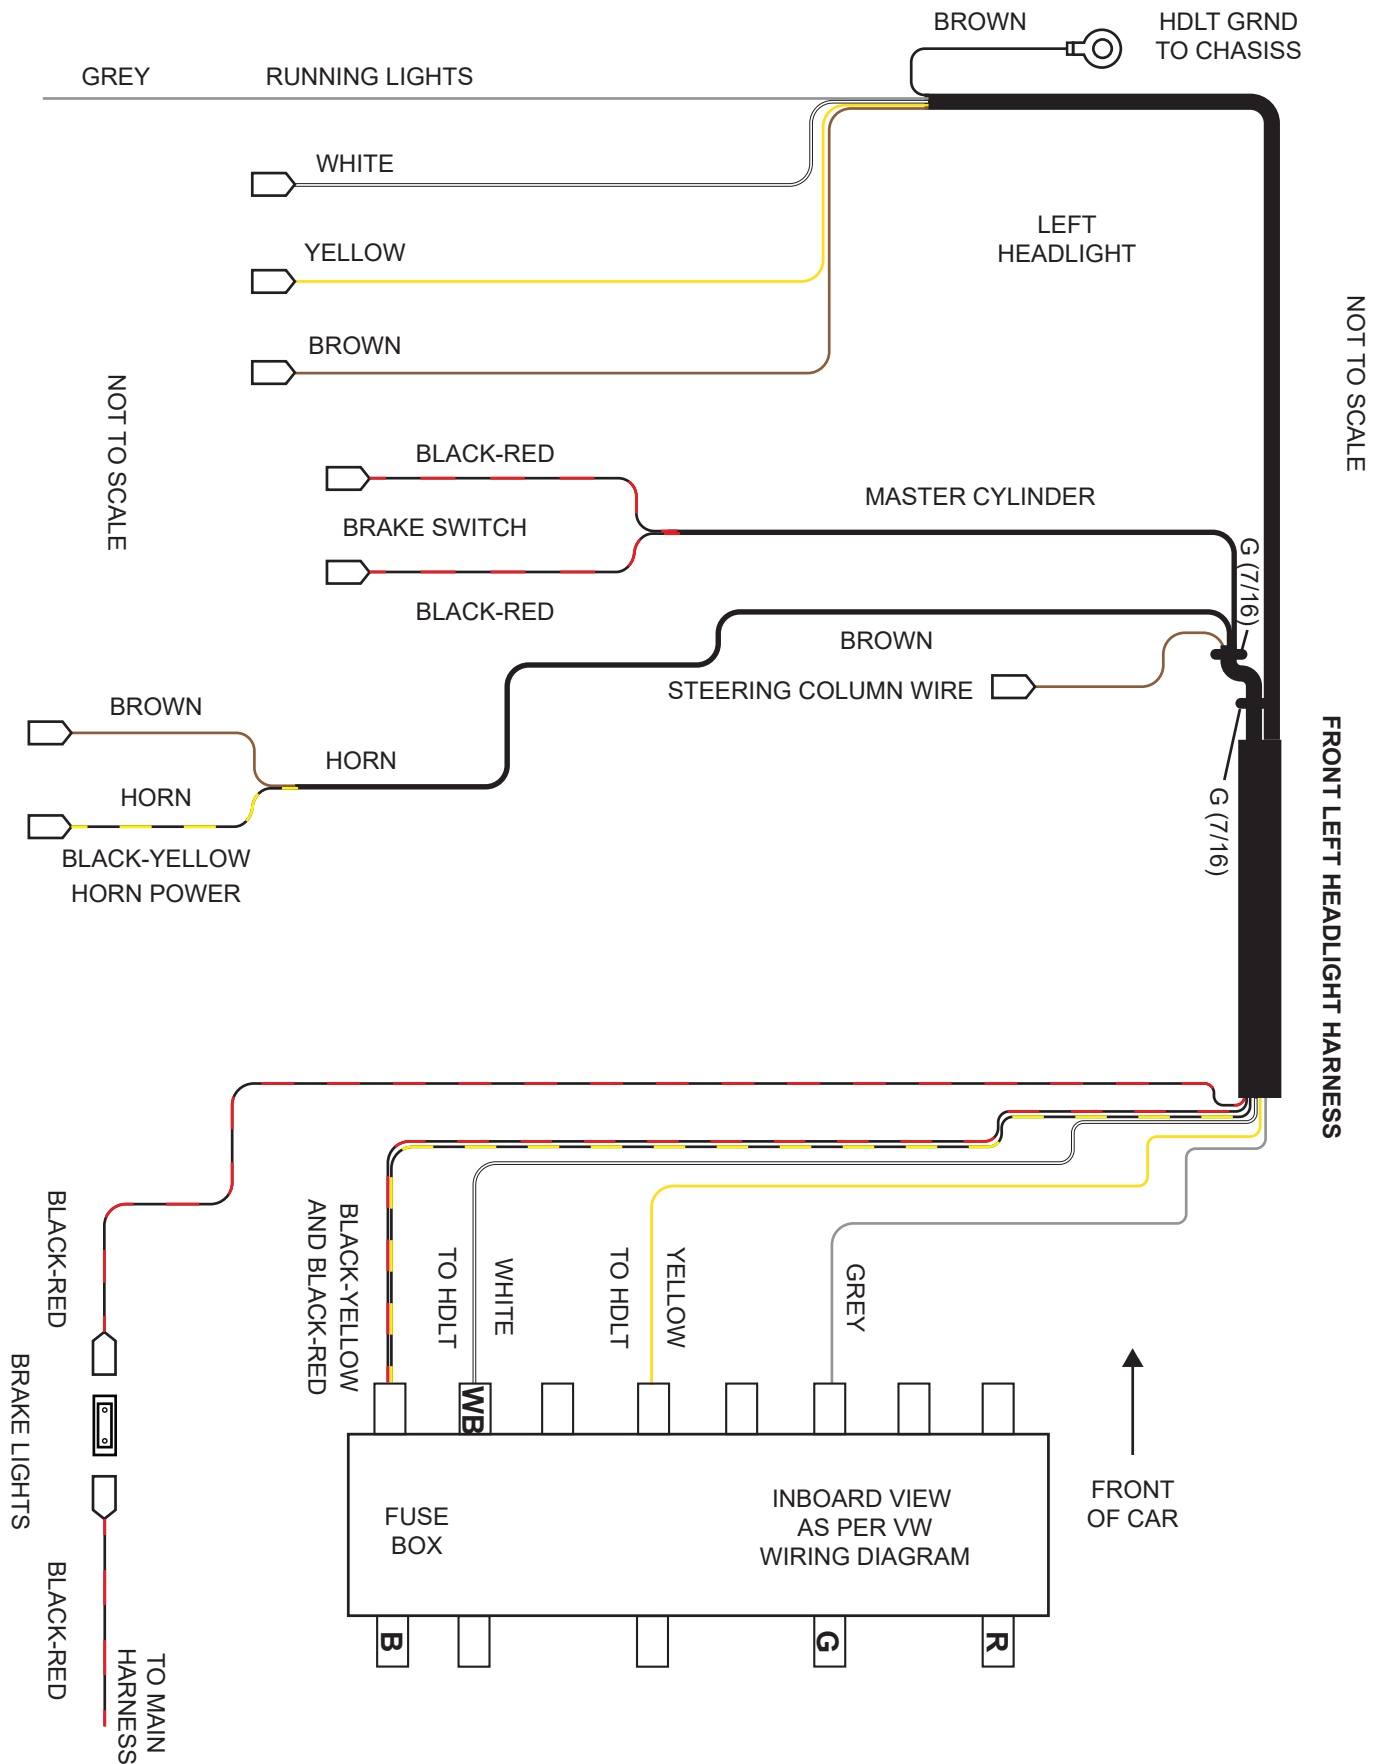 BROWN
HDLT GRND
TO CHASISS
GREY
RUNNING LIGHTS
WHITE
LEFT
HEADLIGHT
YELLOW
BROWN
NOT TO SCALE
NOT TO SCALE
BLACK-RED
MASTER CYLINDER
BRAKE SWITCH
G (7/16)
BLACK-RED
BROWN
STEERING COLUMN WIRE
BROWN
HORN
HORN
G (7/16)
FRONT LEFT HEADLIGHT HARNESS
BLACK-YELLOW
HORN POWER
BLACK-RED
BLACK-YELLOW
AND BLACK-RED
WHITE
TO HDLT
YELLOW
TO HDLT
GREY
BRAKE LIGHTS
WB
FUSE
BOX
INBOARD VIEW
AS PER VW
WIRING DIAGRAM
FRONT
OF CAR
BLACK-RED
B
G
R
TO MAIN
HARNESS